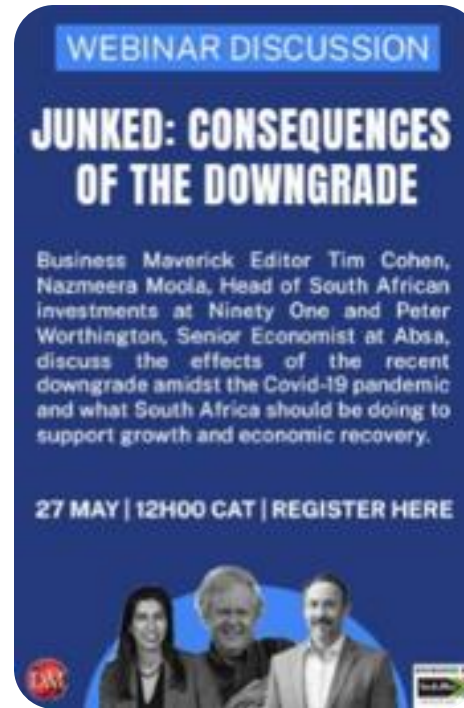 WEBINAR DISCUSSION
JUNKED: CONSEQUENCES
OF THE DOWNGRADE
Business Maverick Editor Tim Cohen,
Nazmeera Moola, Head of South African
investments at Ninety One and Peter
Worthington, Senior Economist at Absa,
discuss the effects of the recent
downgrade amidst the Covid-19 pandemic
and what South Africa should be doing to
support growth and economic recovery.
27 MAY | 12H00 CAT | REGISTER HERE
DM